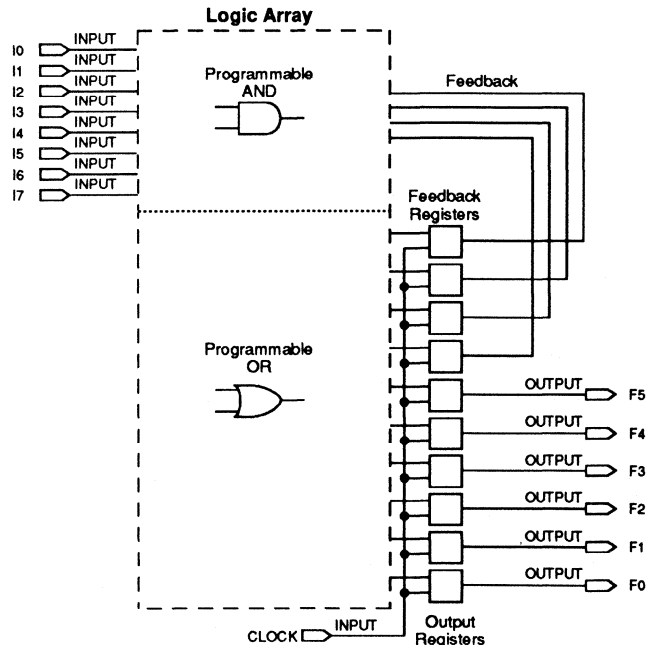 Logic Array
I0 INPUT
I1 INPUT
I2 INPUT
I3 INPUT
I4 INPUT
I5 INPUT
I6 INPUT
I7 INPUT
Programmable
AND
Feedback
Feedback
Registers
Programmable
OR
OUTPUT F5
OUTPUT F4
OUTPUT F3
OUTPUT F2
OUTPUT F1
OUTPUT F0
CLOCK INPUT
Output
Registers